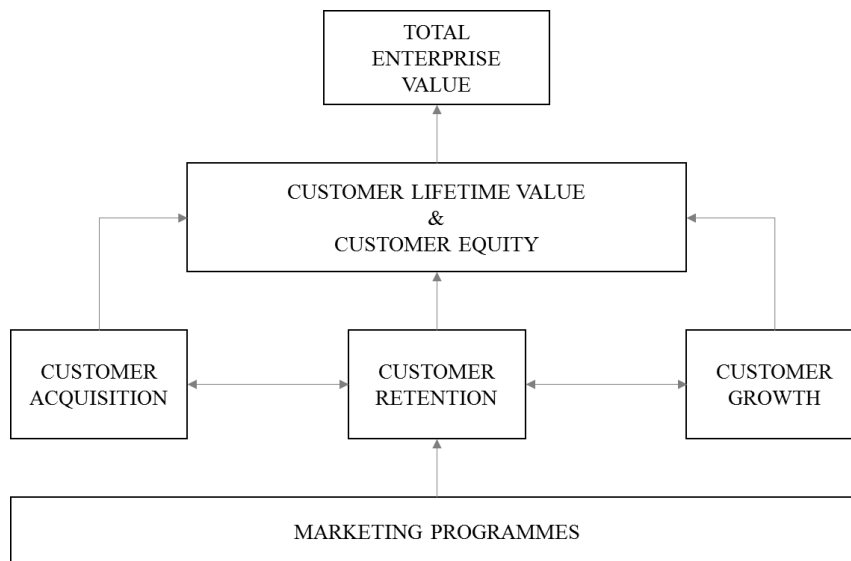 TOTAL
ENTERPRISE
VALUE
CUSTOMER LIFETIME VALUE
&
CUSTOMER EQUITY
CUSTOMER
ACQUISITION
CUSTOMER
RETENTION
CUSTOMER
GROWTH
MARKETING PROGRAMMES